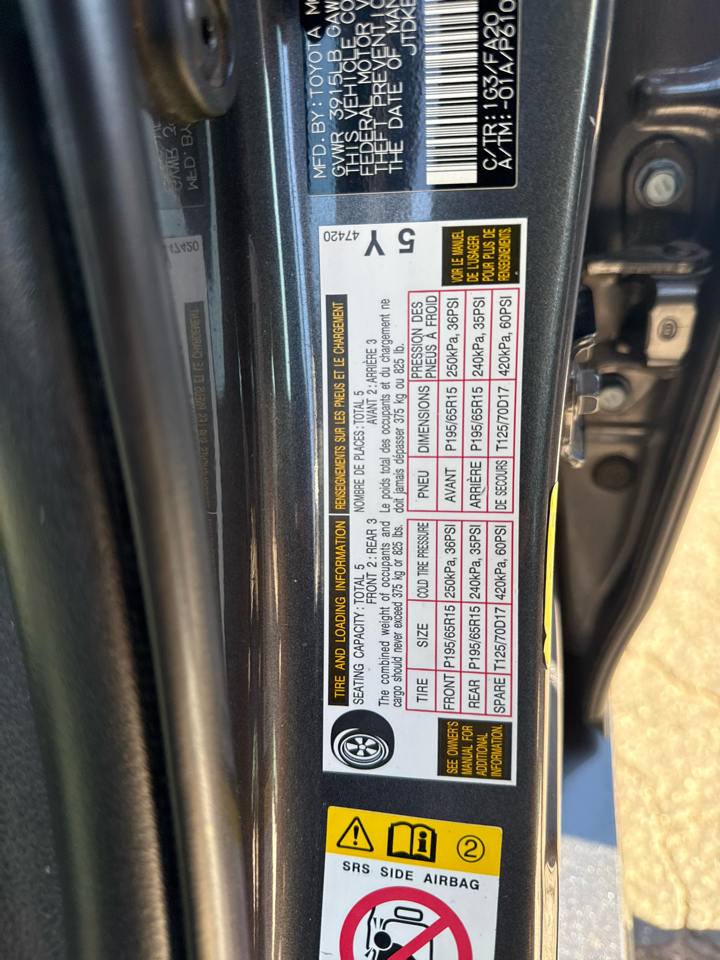 MFD. BY: TOYOTA
GVWR 3915LB GAW
THIS VEHICLE CO
FEDERAL MOTOR V
THEFT PREVENTIO
THE DATE OF MAN
JTDKB
C/TR: 1G3
A/TM: -01A/P610
47420
5 Y
TIRE AND LOADING INFORMATION
SEATING CAPACITY: TOTAL 5
FRONT 2: REAR 3
The combined weight of occupants and
cargo should never exceed 375 kg or 825 lbs.
TIRE SIZE COLD TIRE PRESSURE
FRONT P195/65R15 250kPa, 36PSI
REAR P195/65R15 240kPa, 35PSI
SPARE T125/70D17 420kPa, 60PSI
SEE OWNER'S
MANUAL FOR
ADDITIONAL
INFORMATION.
RENSEIGNEMENTS SUR LES PNEUS ET LE CHARGEMENT
NOMBRE DE PLACES: TOTAL 5
AVANT 2: ARRIÈRE 3
Le poids total des occupants et du chargement ne
doit jamais dépasser 375 kg ou 825 lb.
PNEU DIMENSIONS PRESSION DES
PNEUS À FROID
AVANT P195/65R15 250kPa, 36PSI
ARRIÈRE P195/65R15 240kPa, 35PSI
DE SECOURS T125/70D17 420kPa, 60PSI
VOIR LE MANUEL
DE L'USAGER
POUR PLUS DE
RENSEIGNEMENTS.
2
SRS SIDE AIRBAG